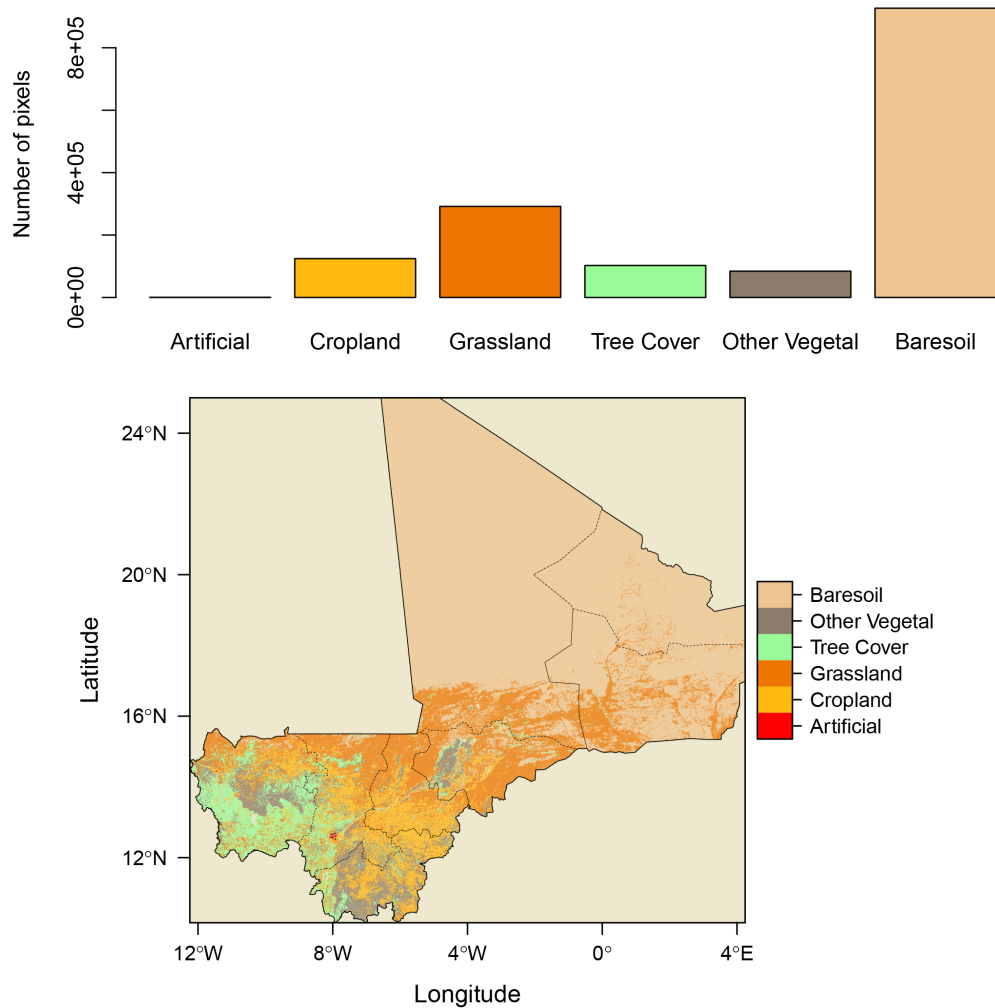 Number of pixels
8e+05
4e+05
0e+00
Artificial Cropland Grassland Tree Cover Other Vegetal Baresoil
24°N
20°N
16°N
12°N
Latitude
12°W 8°W 4°W 0° 4°E
Longitude
Baresoil
Other Vegetal
Tree Cover
Grassland
Cropland
Artificial